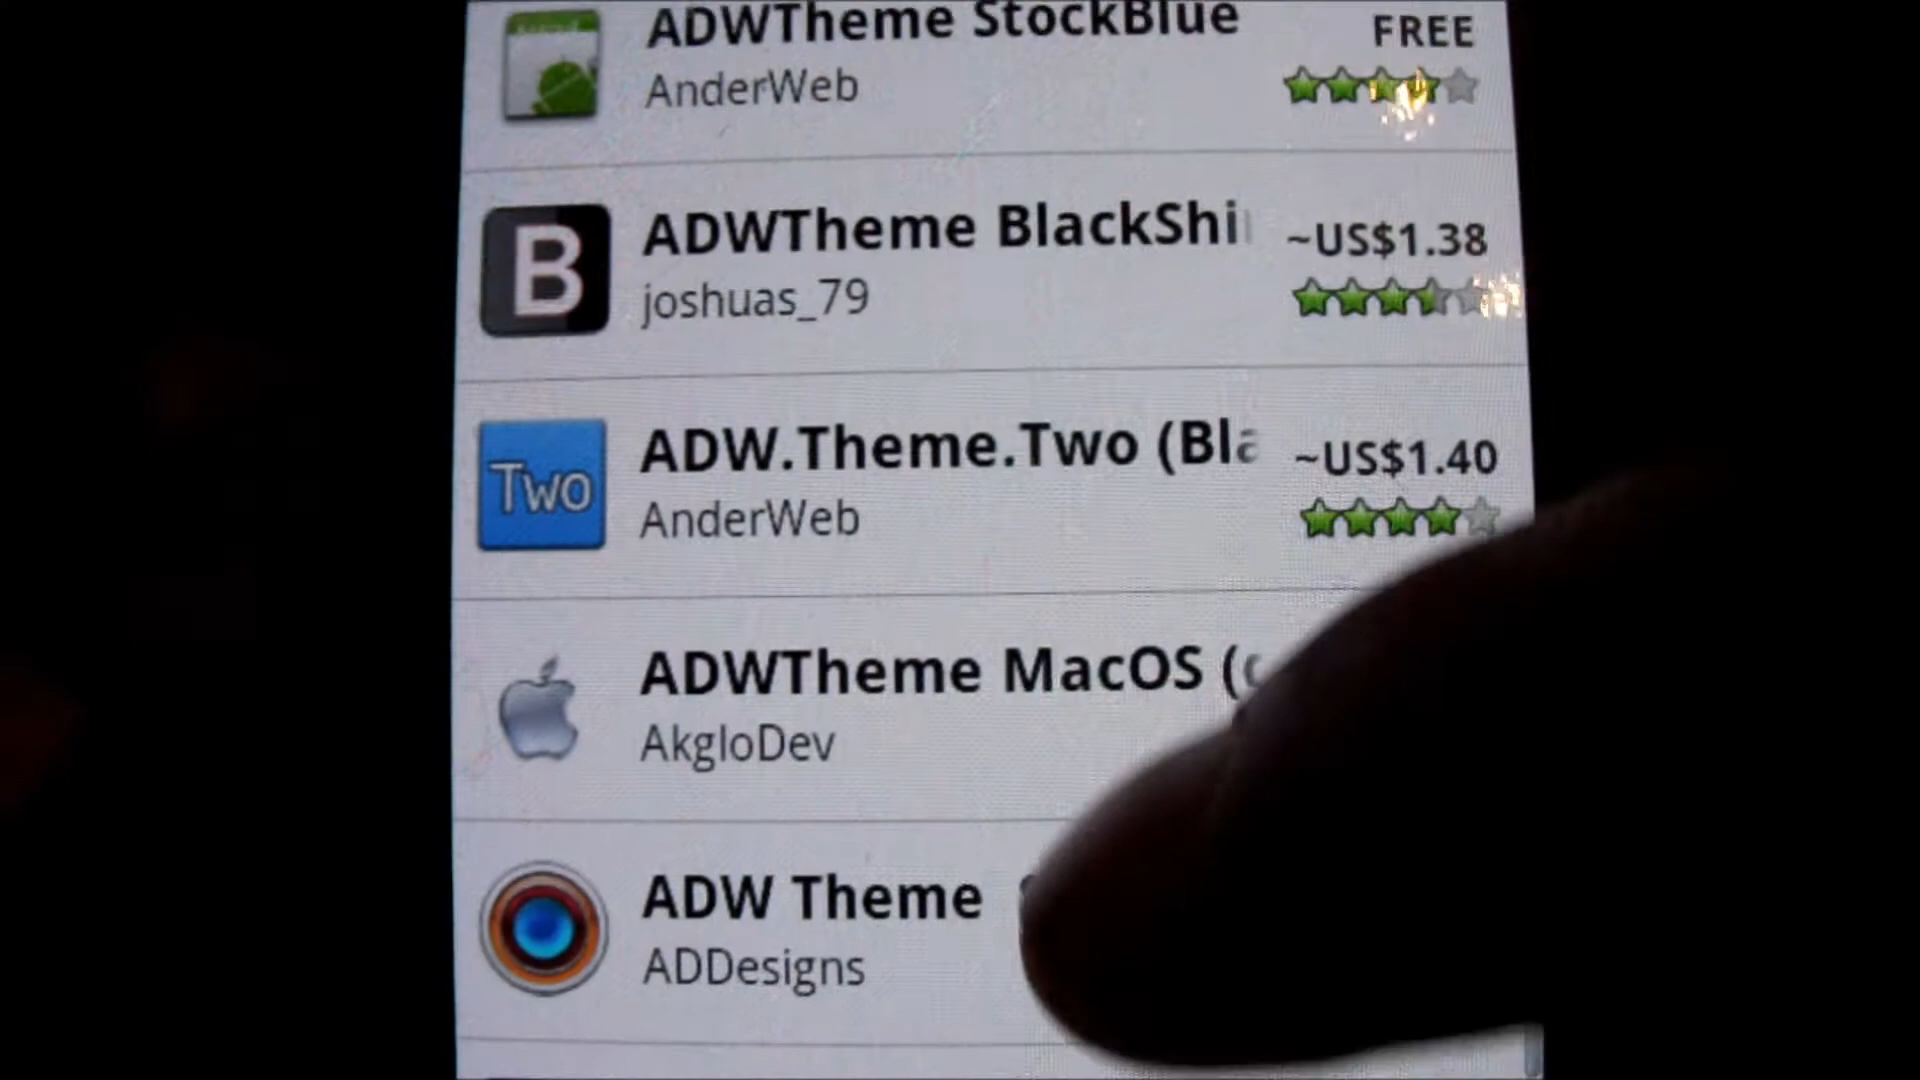 ADWTheme StockBlue
FREE
AnderWeb
B
ADWTheme BlackShi
~US$1.38
joshuas_79
Two
ADW.Theme.Two (Bla
~US$1.40
AnderWeb
ADWTheme MacOS (
AkgloDev
ADW Theme
ADDesigns